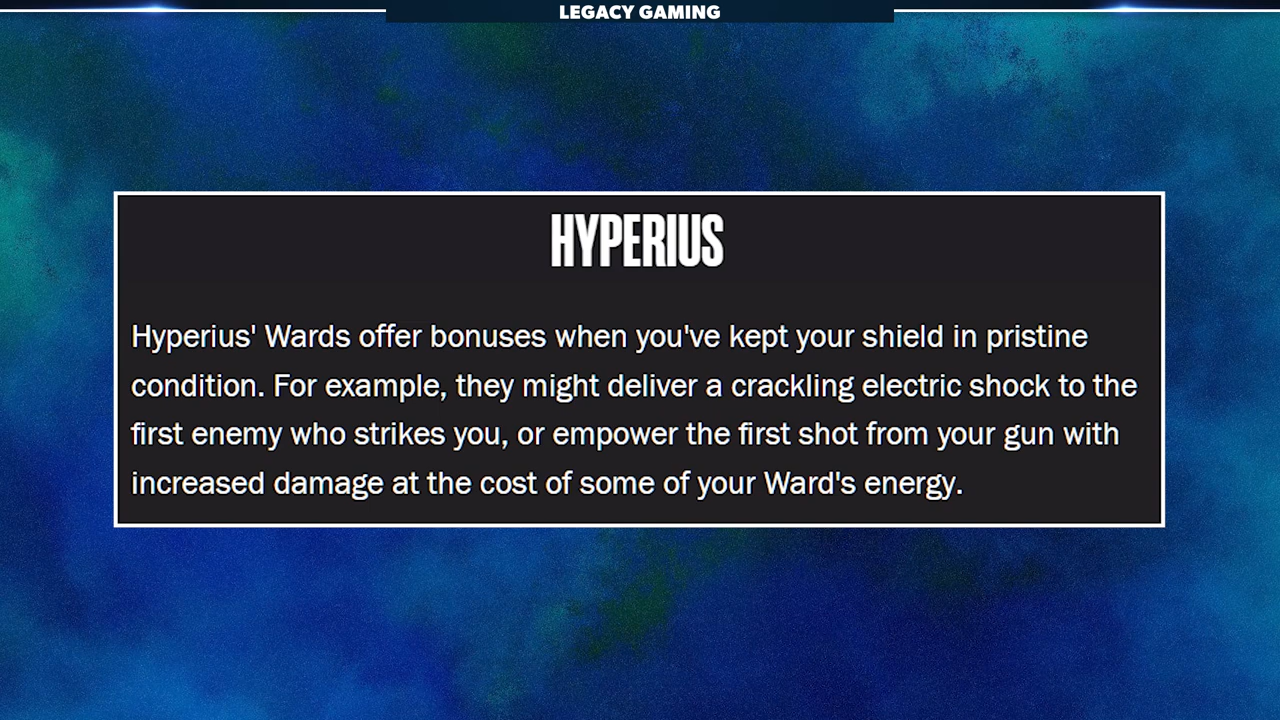 LEGACY GAMING
HYPERIUS
Hyperius' Wards offer bonuses when you've kept your shield in pristine
condition. For example, they might deliver a crackling electric shock to the
first enemy who strikes you, or empower the first shot from your gun with
increased damage at the cost of some of your Ward's energy.